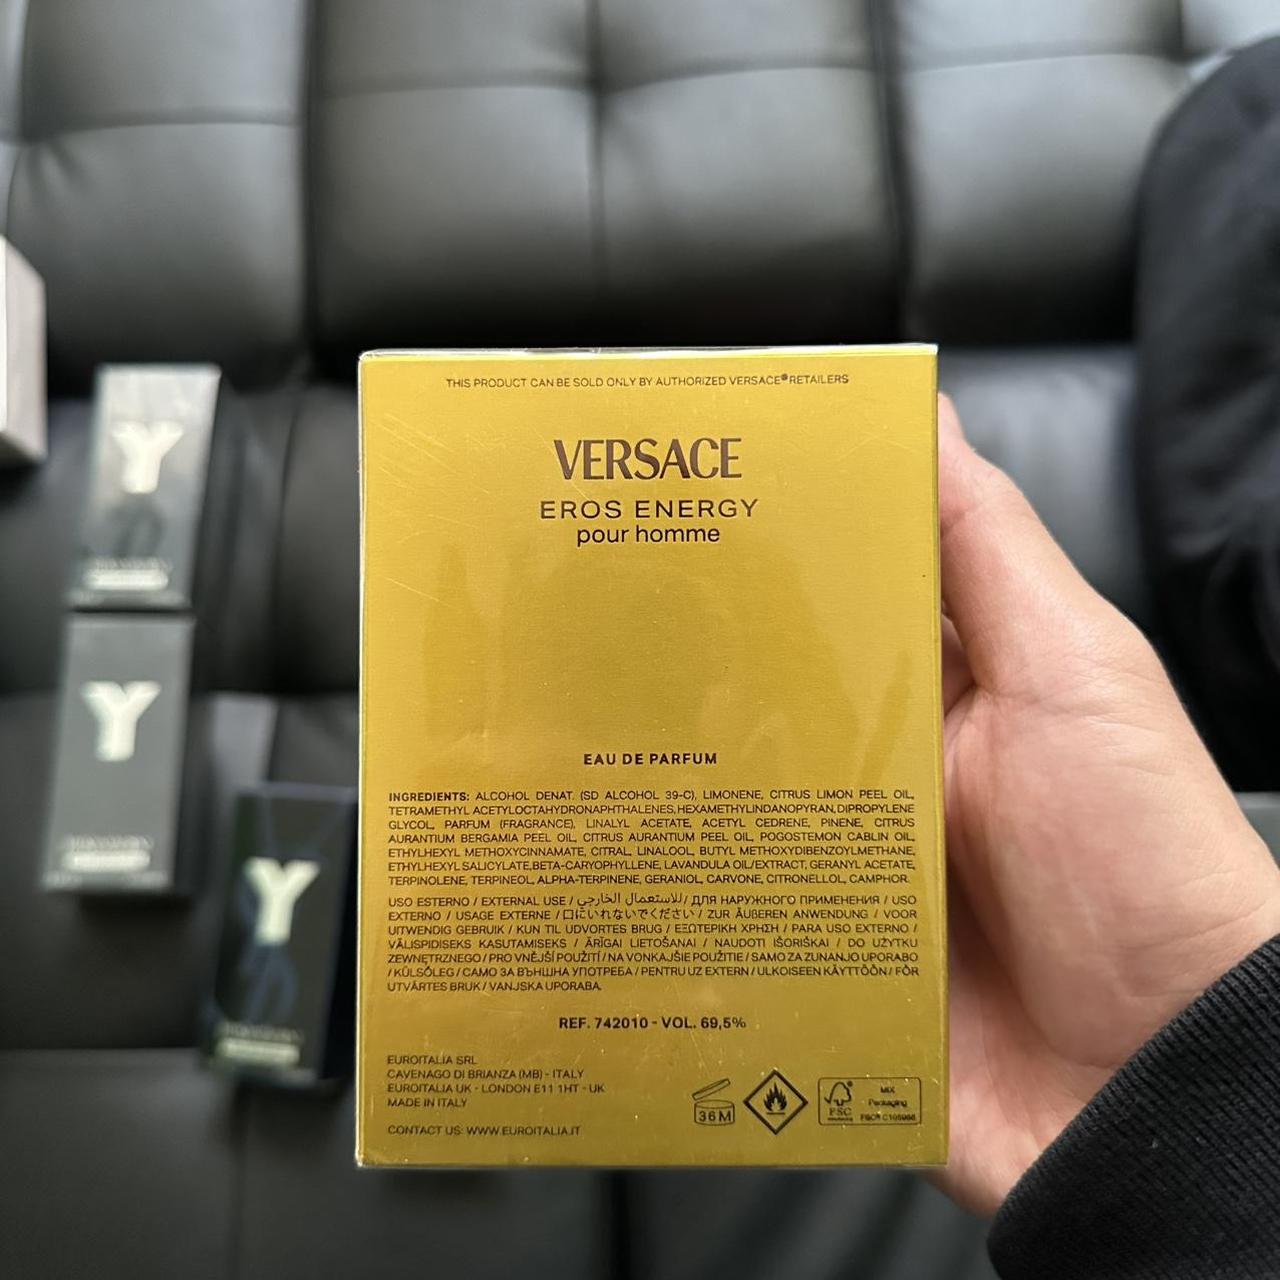 THIS PRODUCT CAN BE SOLD ONLY BY AUTHORIZED VERSACE® RETAILERS
VERSACE
EROS ENERGY
pour homme
EAU DE PARFUM
INGREDIENTS: ALCOHOL DENAT. (SD ALCOHOL 39-C), LIMONENE, CITRUS LIMON PEEL OIL,
TETRAMETHYL ACETYLOCTAHYDRONAPHTHALENES, HEXAMETHYLINDANOPYRAN, DIPROPYLENE
GLYCOL, PARFUM (FRAGRANCE), LINALYL ACETATE, ACETYL CEDRENE, PINENE, CITRUS
AURANTIUM BERGAMIA PEEL OIL, CITRUS AURANTIUM PEEL OIL, POGOSTEMON CABLIN OIL,
ETHYLHEXYL METHOXYCINNAMATE, CITRAL, LINALOOL, BUTYL METHOXYDIBENZOYLMETHANE,
ETHYLHEXYL SALICYLATE, BETA-CARYOPHYLLENE, LAVANDULA OIL/EXTRACT, GERANYL ACETATE,
TERPINOLENE, TERPINEOL, ALPHA-TERPINENE, GERANIOL, CARVONE, CITRONELLOL, CAMPHOR.
USO ESTERNO / EXTERNAL USE / للاستعمال الخارجي / ДЛЯ НАРУЖНОГО ПРИМЕНЕНИЯ / USO
EXTERNO / USAGE EXTERNE / 口にいれないでください / ZUR ÄUßEREN ANWENDUNG / VOOR
UITWENDIG GEBRUIK / KUN TIL UDVORTES BRUG / ΕΞΩΤΕΡΙΚΗ ΧΡΗΣΗ / PARA USO EXTERNO /
VÄLISPIDISEKS KASUTAMISEKS / ĀRĪGAI LIETOŠANAI / NAUDOTI IŠORIŠKAI / DO UŻYTKU
ZEWNĘTRZNEGO / PRO VNĚJŠÍ POUŽITÍ / NA VONKAJŠIE POUŽITIE / SAMO ZA ZUNANJO UPORABO
/ KÜLSŐLEG / САМО ЗА ВЪНШНА УПОТРЕБА / PENTRU UZ EXTERN / ULKOISEEN KÄYTTÖÖN / FÖR
UTVÄRTES BRUK / VANJSKA UPORABA.
REF. 742010 - VOL. 69,5%
EUROITALIA SRL
CAVENAGO DI BRIANZA (MB) - ITALY
EUROITALIA UK - LONDON E11 1HT - UK
MADE IN ITALY
CONTACT US: WWW.EUROITALIA.IT
36M
FSC
MIX
Packaging
FSC® C105966
Y
Y
Y